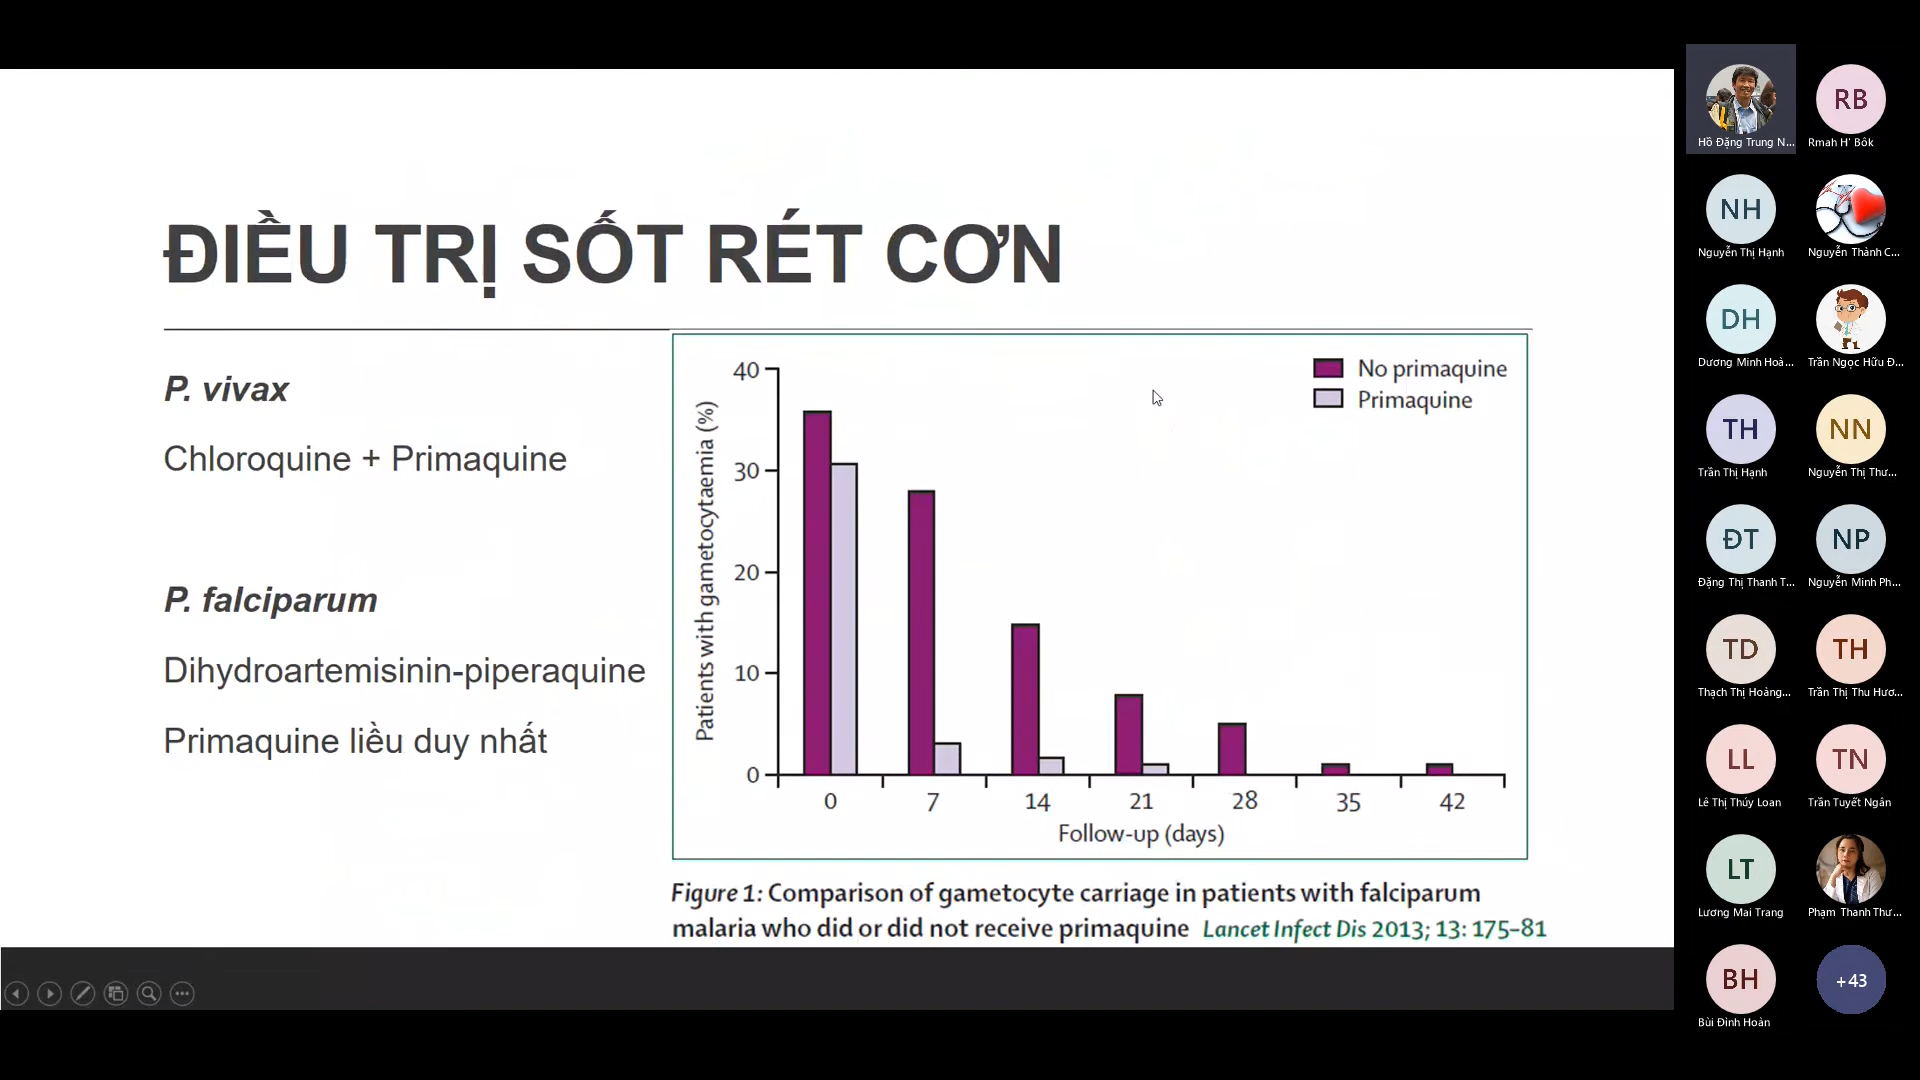 ĐIỀU TRỊ SỐT RÉT CƠN
P. vivax
Chloroquine + Primaquine
P. falciparum
Dihydroartemisinin-piperaquine
Primaquine liều duy nhất
No primaquine
Primaquine
Patients with gametocytaemia (%)
40
30
20
10
0
0 7 14 21 28 35 42
Follow-up (days)
Figure 1: Comparison of gametocyte carriage in patients with falciparum
malaria who did or did not receive primaquine Lancet Infect Dis 2013; 13: 175–81
Hồ Đặng Trung N...
RB
Rmah H' Bôk
NH
Nguyễn Thị Hạnh
Nguyễn Thành C...
DH
Dương Minh Hoà...
Trần Ngọc Hữu Đ...
TH
Trần Thị Hạnh
NN
Nguyễn Thị Thư...
ĐT
Đặng Thị Thanh T...
NP
Nguyễn Minh Ph...
TD
Thạch Thị Hoàng...
TH
Trần Thị Thu Hươ...
LL
Lê Thị Thúy Loan
TN
Trần Tuyết Ngân
LT
Lương Mai Trang
Phạm Thanh Thư...
BH
Bùi Đình Hoàn
+43